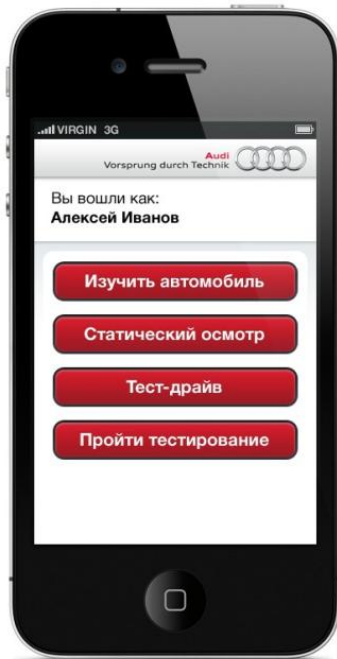 VIRGIN 3G
Audi
Vorsprung durch Technik
Вы вошли как:
Алексей Иванов
Изучить автомобиль
Статический осмотр
Тест-драйв
Пройти тестирование